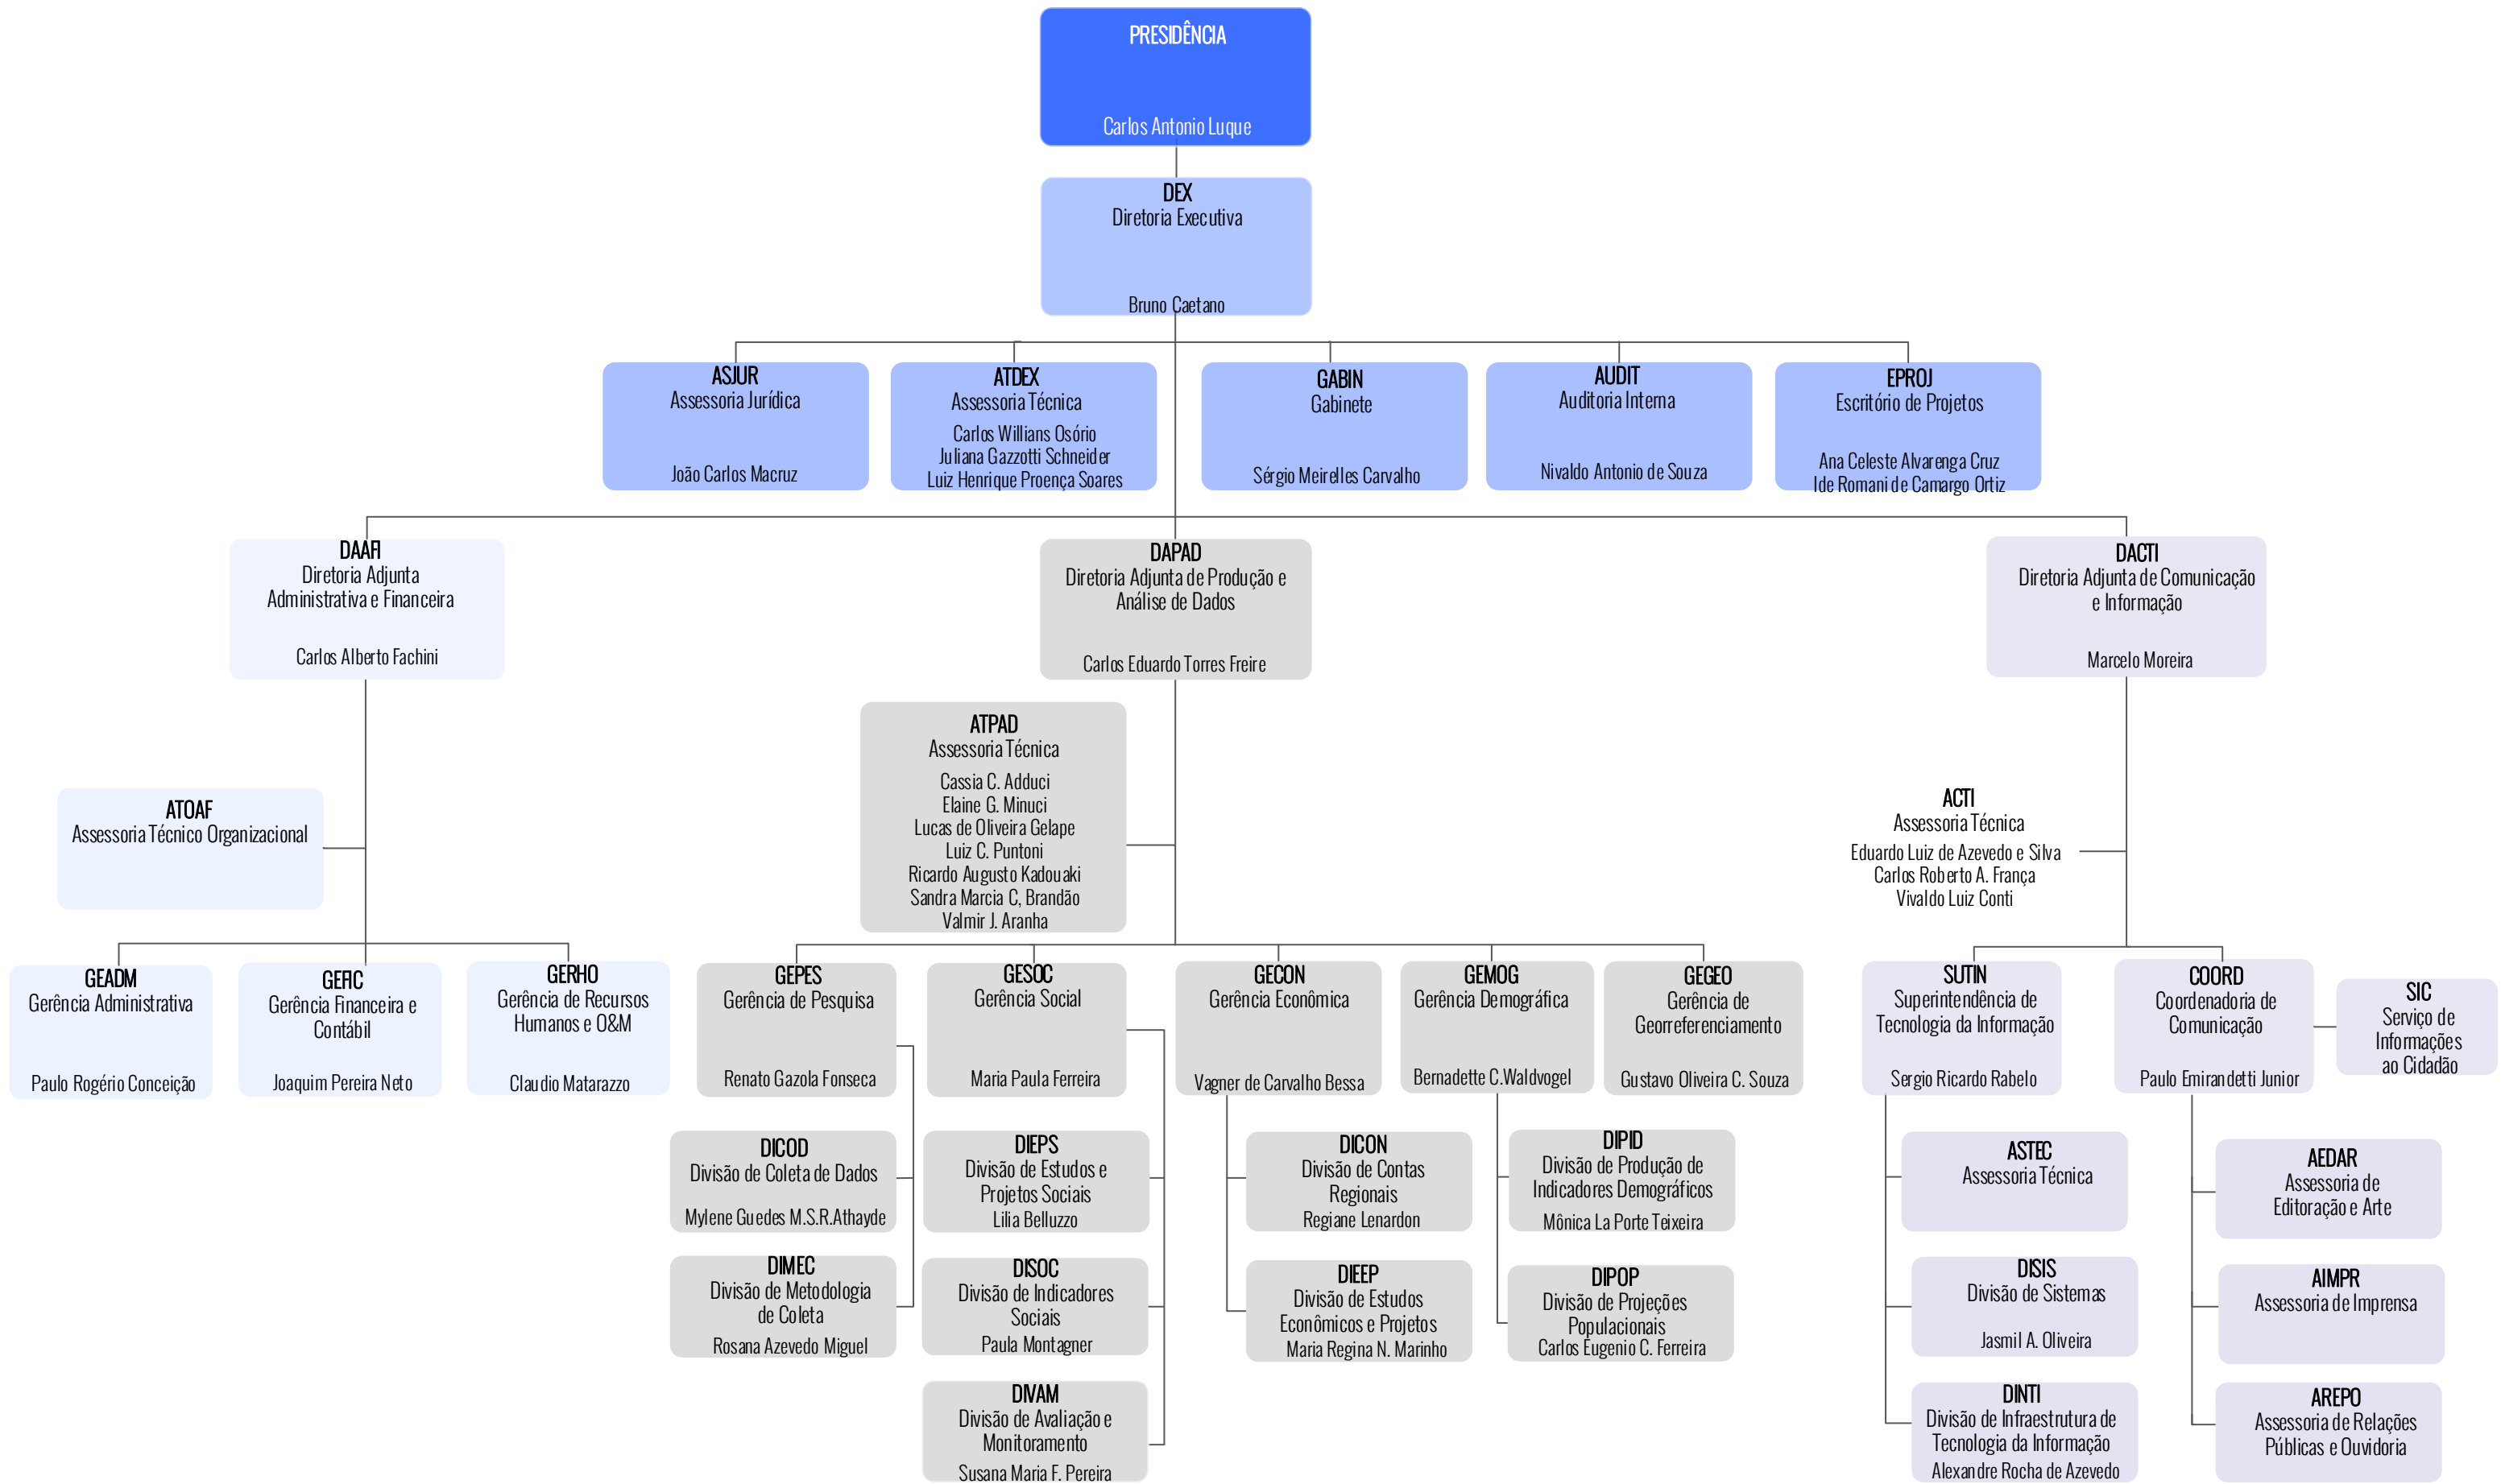 PRESIDÊNCIA
Carlos Antonio Luque
DEX
Diretoria Executiva
Bruno Caetano
ASJUR
Assessoria Jurídica
João Carlos Macruz
ATDEX
Assessoria Técnica
Carlos Willians Osório
Juliana Gazzotti Schneider
Luiz Henrique Proença Soares
GABIN
Gabinete
Sérgio Meirelles Carvalho
AUDIT
Auditoria Interna
Nivaldo Antonio de Souza
EPROJ
Escritório de Projetos
Ana Celeste Alvarenga Cruz
Ide Romani de Camargo Ortiz
DAAFI
Diretoria Adjunta
Administrativa e Financeira
Carlos Alberto Fachini
DAPAD
Diretoria Adjunta de Produção e
Análise de Dados
Carlos Eduardo Torres Freire
DACTI
Diretoria Adjunta de Comunicação
e Informação
Marcelo Moreira
ATOAF
Assessoria Técnico Organizacional
ATPAD
Assessoria Técnica
Cassia C. Adduci
Elaine G. Minuci
Lucas de Oliveira Gelape
Luiz C. Puntoni
Ricardo Augusto Kadouaki
Sandra Marcia C, Brandão
Valmir J. Aranha
ACTI
Assessoria Técnica
Eduardo Luiz de Azevedo e Silva
Carlos Roberto A. França
Vivaldo Luiz Conti
GEADM
Gerência Administrativa
Paulo Rogério Conceição
GEFIC
Gerência Financeira e
Contábil
Joaquim Pereira Neto
GERHO
Gerência de Recursos
Humanos e O&M
Claudio Matarazzo
GEPES
Gerência de Pesquisa
Renato Gazola Fonseca
GESOC
Gerência Social
Maria Paula Ferreira
GECON
Gerência Econômica
Vagner de Carvalho Bessa
GEMOG
Gerência Demográfica
Bernadette C.Waldvogel
GEGEO
Gerência de
Georreferenciamento
Gustavo Oliveira C. Souza
SUTIN
Superintendência de
Tecnologia da Informação
Sergio Ricardo Rabelo
COORD
Coordenadoria de
Comunicação
Paulo Emirandetti Junior
SIC
Serviço de
Informações
ao Cidadão
DICOD
Divisão de Coleta de Dados
Mylene Guedes M.S.R.Athayde
DIEPS
Divisão de Estudos e
Projetos Sociais
Lilia Belluzzo
DICON
Divisão de Contas
Regionais
Regiane Lenardon
DIPID
Divisão de Produção de
Indicadores Demográficos
Mônica La Porte Teixeira
ASTEC
Assessoria Técnica
AEDAR
Assessoria de
Editoração e Arte
DIMEC
Divisão de Metodologia
de Coleta
Rosana Azevedo Miguel
DISOC
Divisão de Indicadores
Sociais
Paula Montagner
DIEEP
Divisão de Estudos
Econômicos e Projetos
Maria Regina N. Marinho
DIPOP
Divisão de Projeções
Populacionais
Carlos Eugenio C. Ferreira
DISIS
Divisão de Sistemas
Jasmil A. Oliveira
AIMPR
Assessoria de Imprensa
DIVAM
Divisão de Avaliação e
Monitoramento
Susana Maria F. Pereira
DINTI
Divisão de Infraestrutura de
Tecnologia da Informação
Alexandre Rocha de Azevedo
AREPO
Assessoria de Relações
Públicas e Ouvidoria